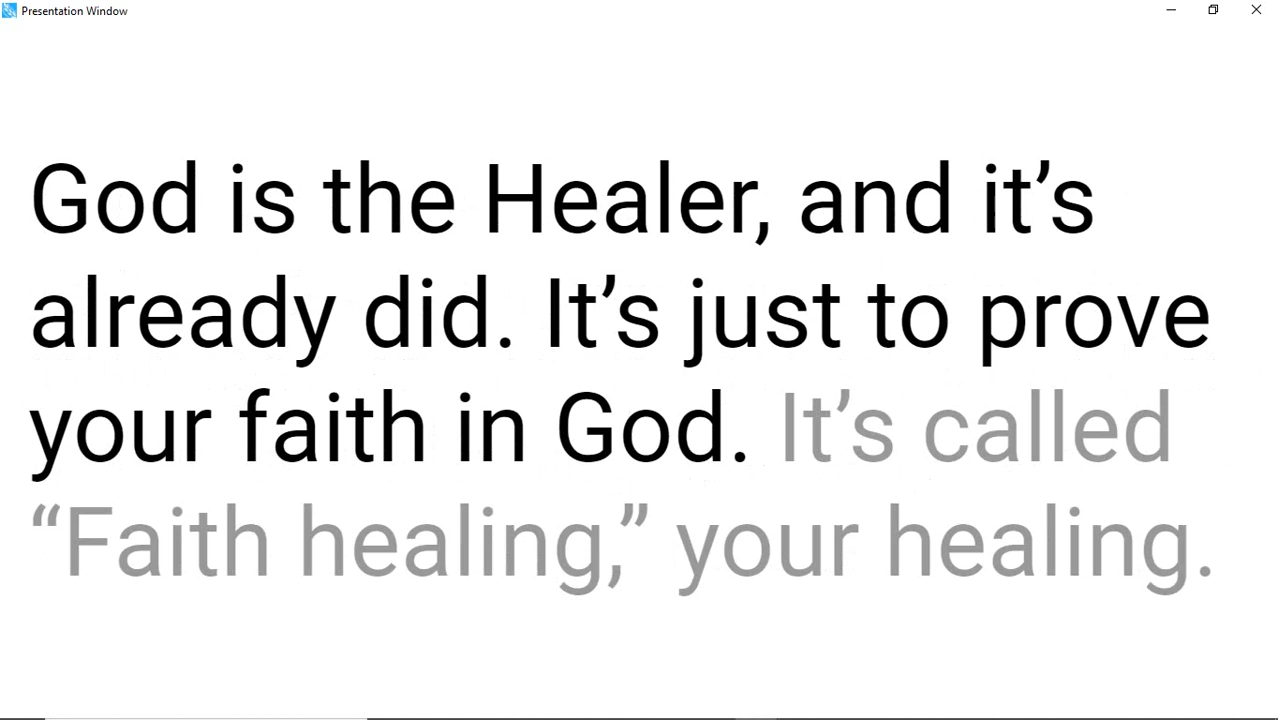 Presentation Window
God is the Healer, and it’s
already did. It’s just to prove
your faith in God. It’s called
“Faith healing,” your healing.